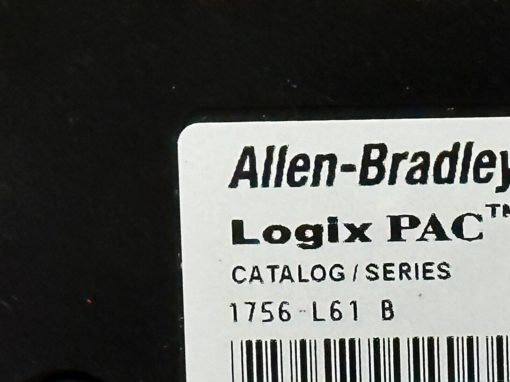 Allen-Bradley
Logix PAC™
CATALOG / SERIES
1756-L61 B